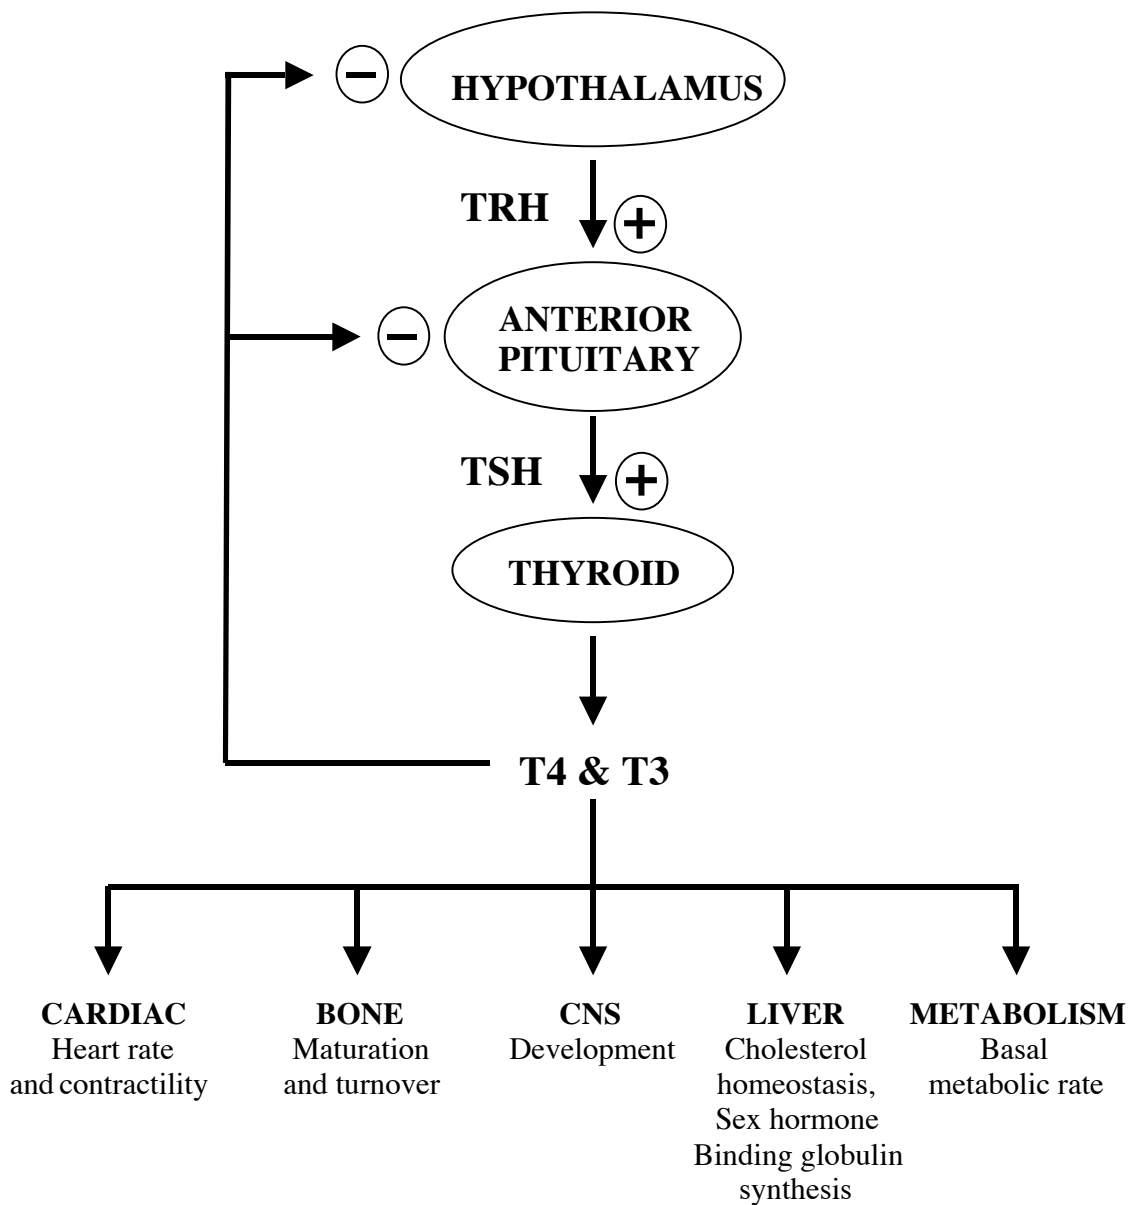 −
HYPOTHALAMUS
TRH
+
−
ANTERIOR
PITUITARY
TSH
+
THYROID
T4 & T3
CARDIAC
Heart rate
and contractility
BONE
Maturation
and turnover
CNS
Development
LIVER
Cholesterol
homeostasis,
Sex hormone
Binding globulin
synthesis
METABOLISM
Basal
metabolic rate